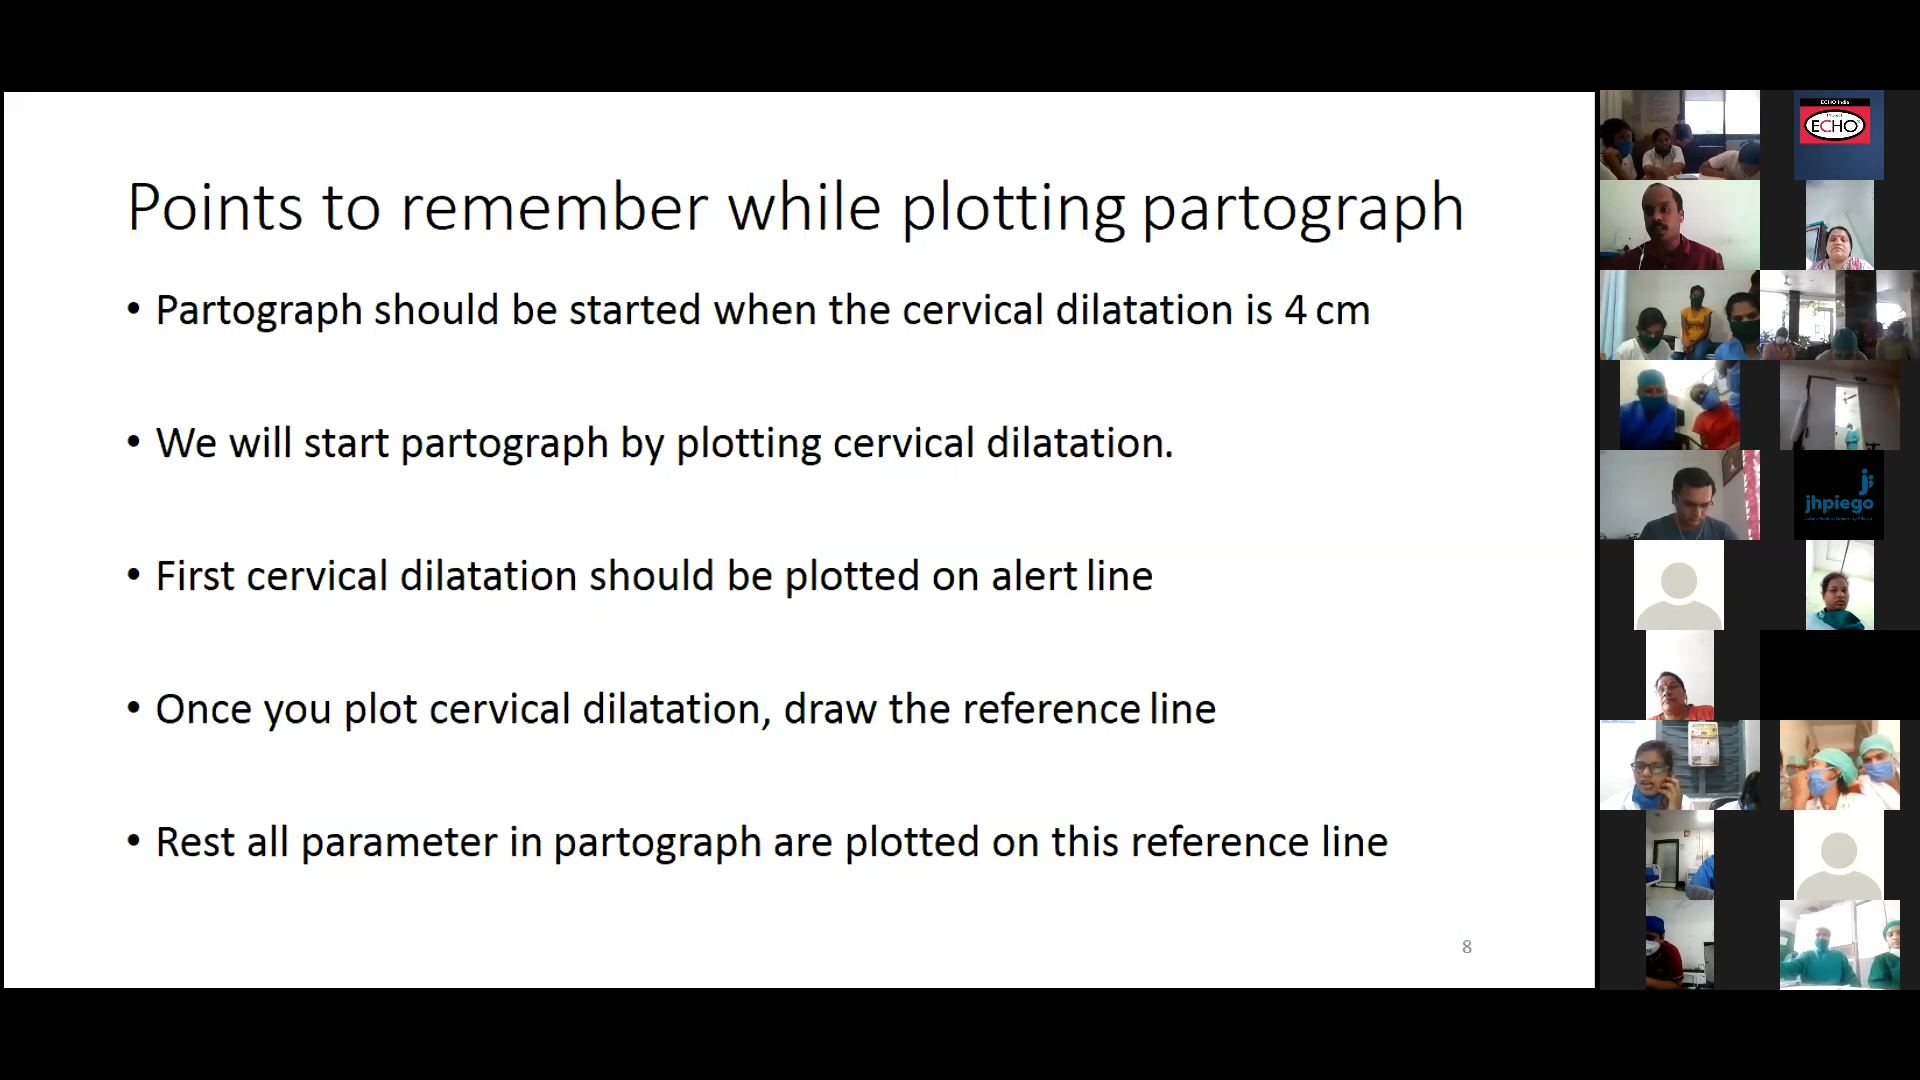 Points to remember while plotting partograph
• Partograph should be started when the cervical dilatation is 4 cm
• We will start partograph by plotting cervical dilatation.
• First cervical dilatation should be plotted on alert line
• Once you plot cervical dilatation, draw the reference line
• Rest all parameter in partograph are plotted on this reference line
8
ECHO India
Project
ECHO
jhpiego